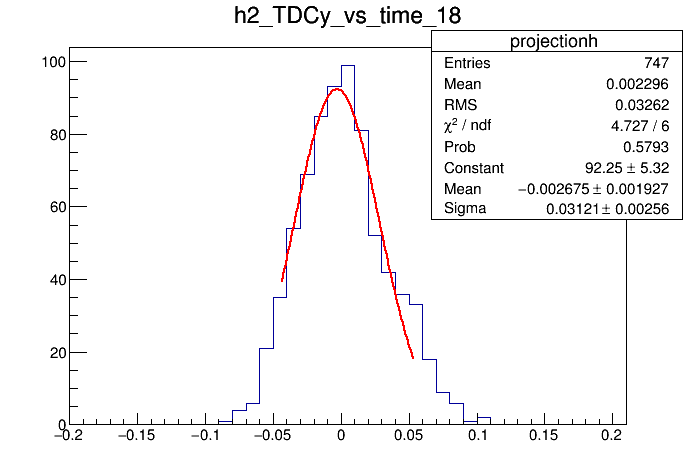 h2_TDCy_vs_time_18
projectionh
Entries 747
Mean 0.002296
RMS 0.03262
χ² / ndf 4.727 / 6
Prob 0.5793
Constant 92.25 ± 5.32
Mean −0.002675 ± 0.001927
Sigma 0.03121 ± 0.00256
100
80
60
40
20
0
−0.2 −0.15 −0.1 −0.05 0 0.05 0.1 0.15 0.2